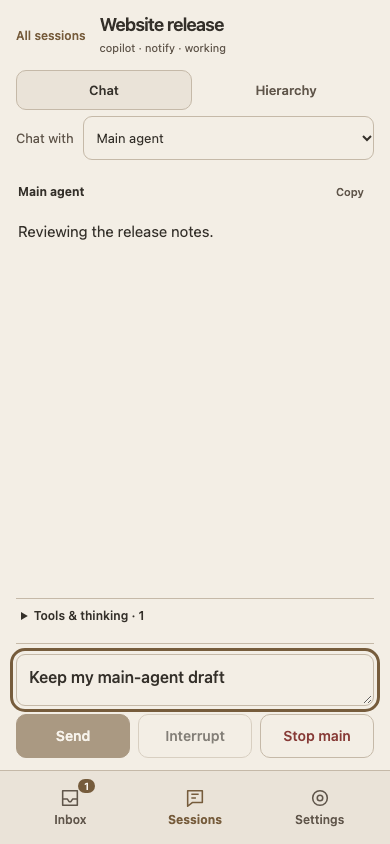 All sessions
Website release
copilot · notify · working
Chat
Hierarchy
Chat with
Main agent
Main agent
Copy
Reviewing the release notes.
Tools & thinking · 1
Keep my main-agent draft
Send
Interrupt
Stop main
1
Inbox
Sessions
Settings